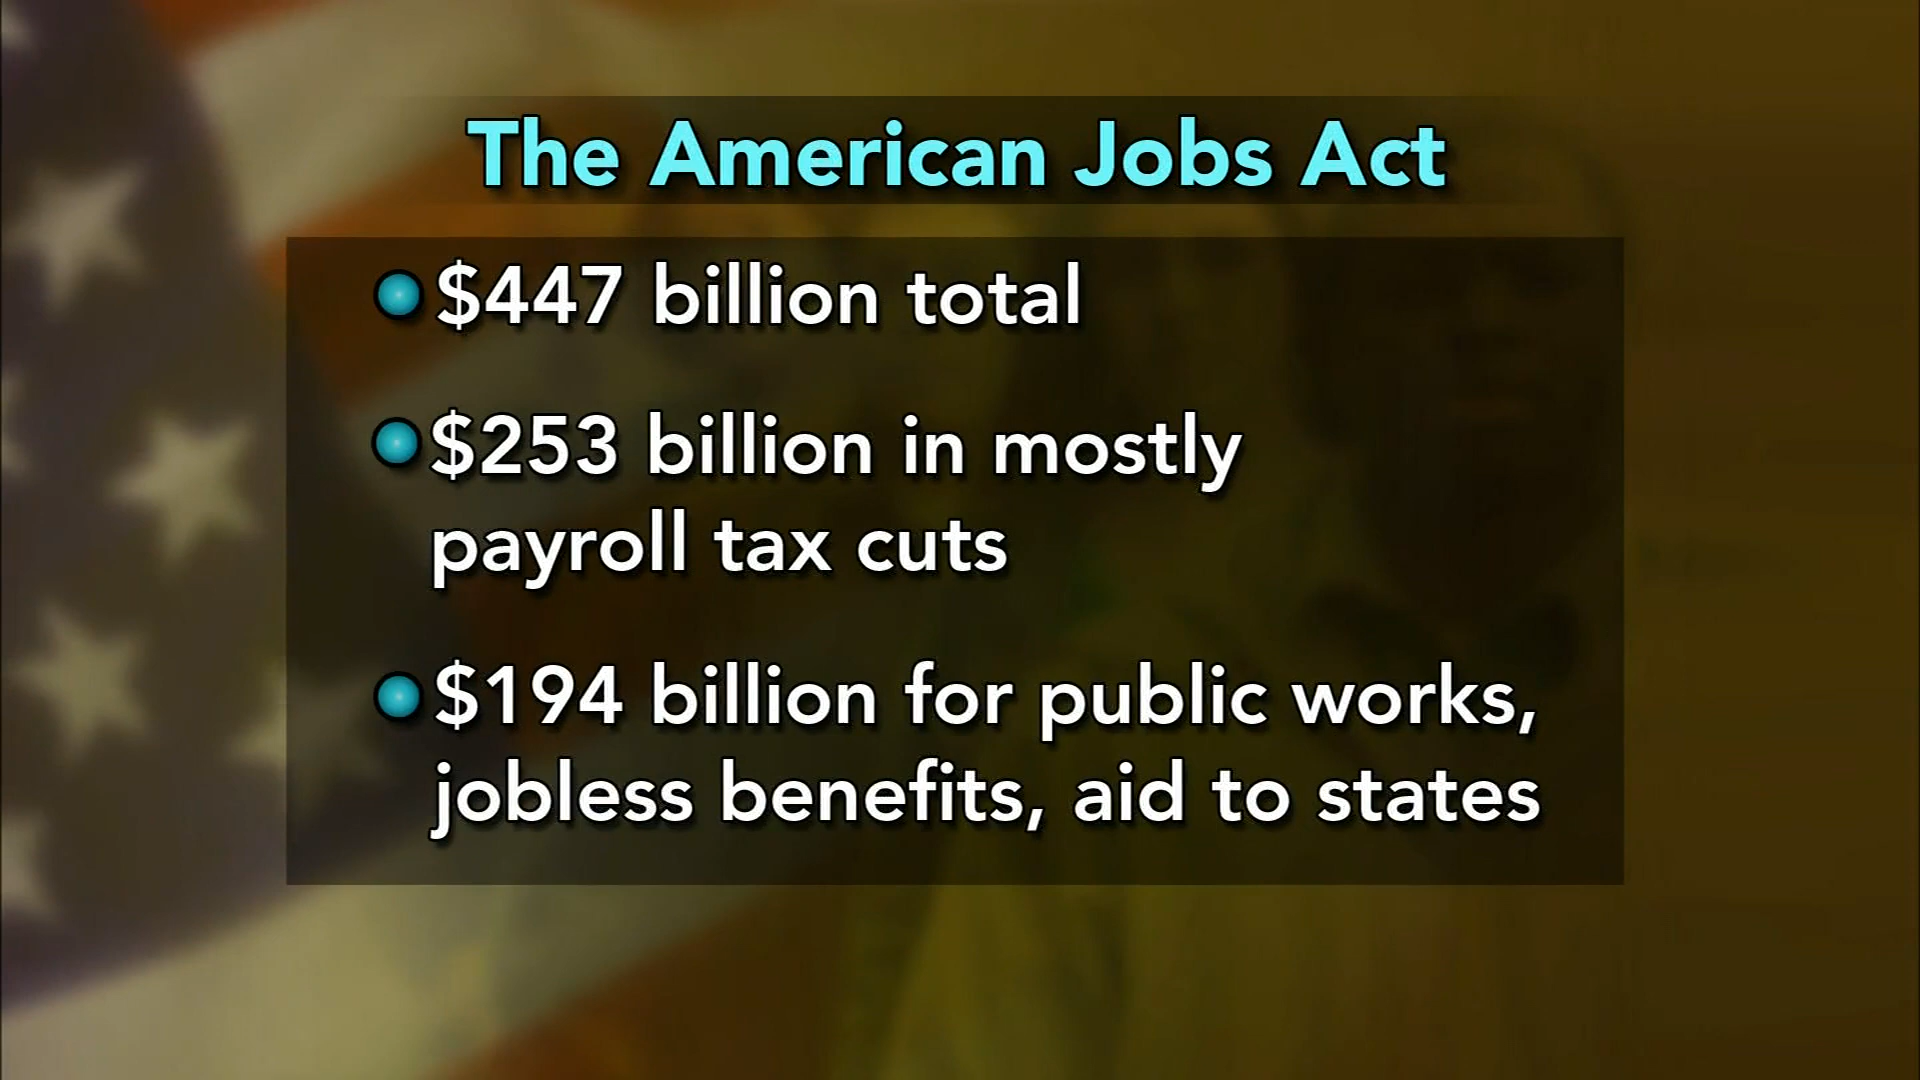 The American Jobs Act
$447 billion total
$253 billion in mostly
payroll tax cuts
$194 billion for public works,
jobless benefits, aid to states